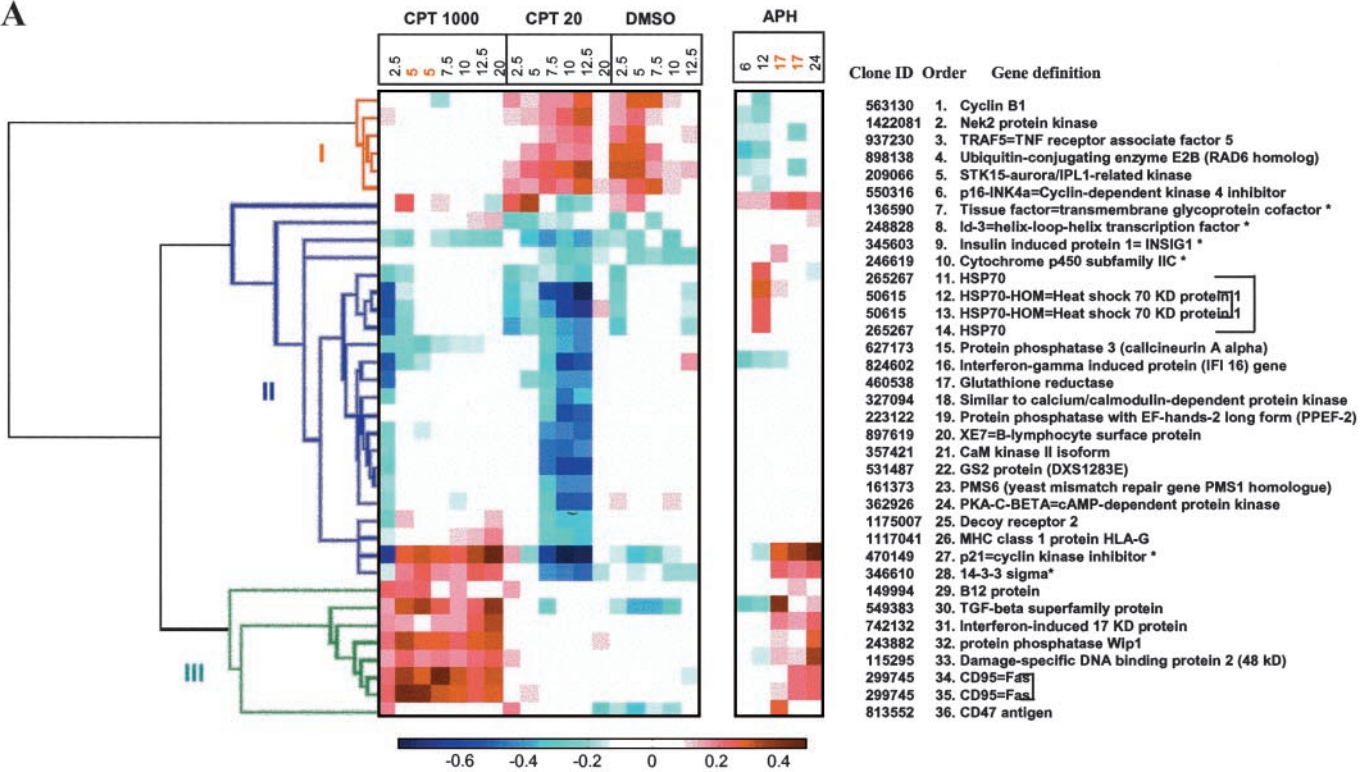 A
CPT 1000 CPT 20 DMSO APH
2.5 5 5 7.5 10 12.5 20 2.5 5 7.5 10 12.5 20 2.5 5 7.5 10 12.5 6 12 17 17 24
Clone ID Order Gene definition
563130 1. Cyclin B1
1422081 2. Nek2 protein kinase
937230 3. TRAF5=TNF receptor associate factor 5
898138 4. Ubiquitin-conjugating enzyme E2B (RAD6 homolog)
209066 5. STK15-aurora/IPL1-related kinase
550316 6. p16-INK4a=Cyclin-dependent kinase 4 inhibitor
136590 7. Tissue factor=transmembrane glycoprotein cofactor *
248828 8. Id-3=helix-loop-helix transcription factor *
345603 9. Insulin induced protein 1= INSIG1 *
246619 10. Cytochrome p450 subfamily IIC *
265267 11. HSP70
50615 12. HSP70-HOM=Heat shock 70 KD protein 1
50615 13. HSP70-HOM=Heat shock 70 KD protein 1
265267 14. HSP70
627173 15. Protein phosphatase 3 (callcineurin A alpha)
824602 16. Interferon-gamma induced protein (IFI 16) gene
460538 17. Glutathione reductase
327094 18. Similar to calcium/calmodulin-dependent protein kinase
223122 19. Protein phosphatase with EF-hands-2 long form (PPEF-2)
897619 20. XE7=B-lymphocyte surface protein
357421 21. CaM kinase II isoform
531487 22. GS2 protein (DXS1283E)
161373 23. PMS6 (yeast mismatch repair gene PMS1 homologue)
362926 24. PKA-C-BETA=cAMP-dependent protein kinase
1175007 25. Decoy receptor 2
1117041 26. MHC class 1 protein HLA-G
470149 27. p21=cyclin kinase inhibitor *
346610 28. 14-3-3 sigma*
149994 29. B12 protein
549383 30. TGF-beta superfamily protein
742132 31. Interferon-induced 17 KD protein
243882 32. protein phosphatase Wip1
115295 33. Damage-specific DNA binding protein 2 (48 kD)
299745 34. CD95=Fas
299745 35. CD95=Fas
813552 36. CD47 antigen
I
II
III
-0.6 -0.4 -0.2 0 0.2 0.4